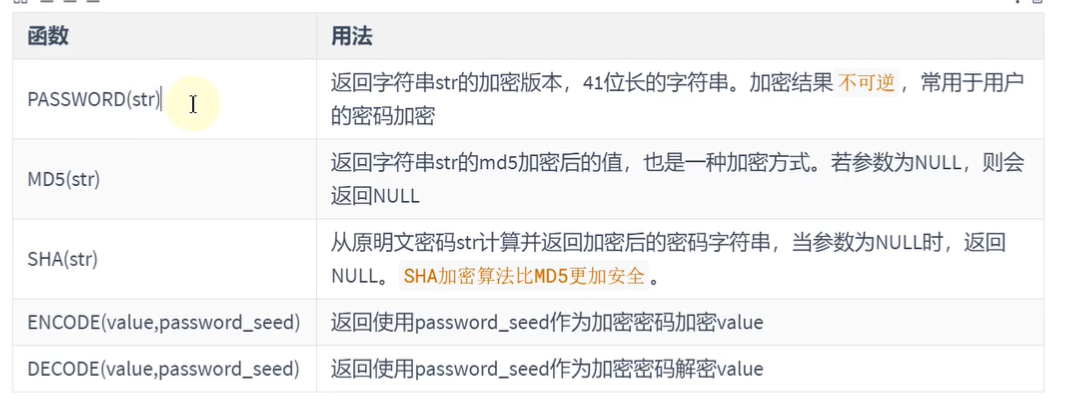 函数 用法
PASSWORD(str) 返回字符串str的加密版本，41位长的字符串。加密结果 不可逆 ，常用于用户
的密码加密
MD5(str) 返回字符串str的md5加密后的值，也是一种加密方式。若参数为NULL，则会
返回NULL
SHA(str) 从原明文密码str计算并返回加密后的密码字符串，当参数为NULL时，返回
NULL。 SHA加密算法比MD5更加安全 。
ENCODE(value,password_seed) 返回使用password_seed作为加密密码加密value
DECODE(value,password_seed) 返回使用password_seed作为加密密码解密value